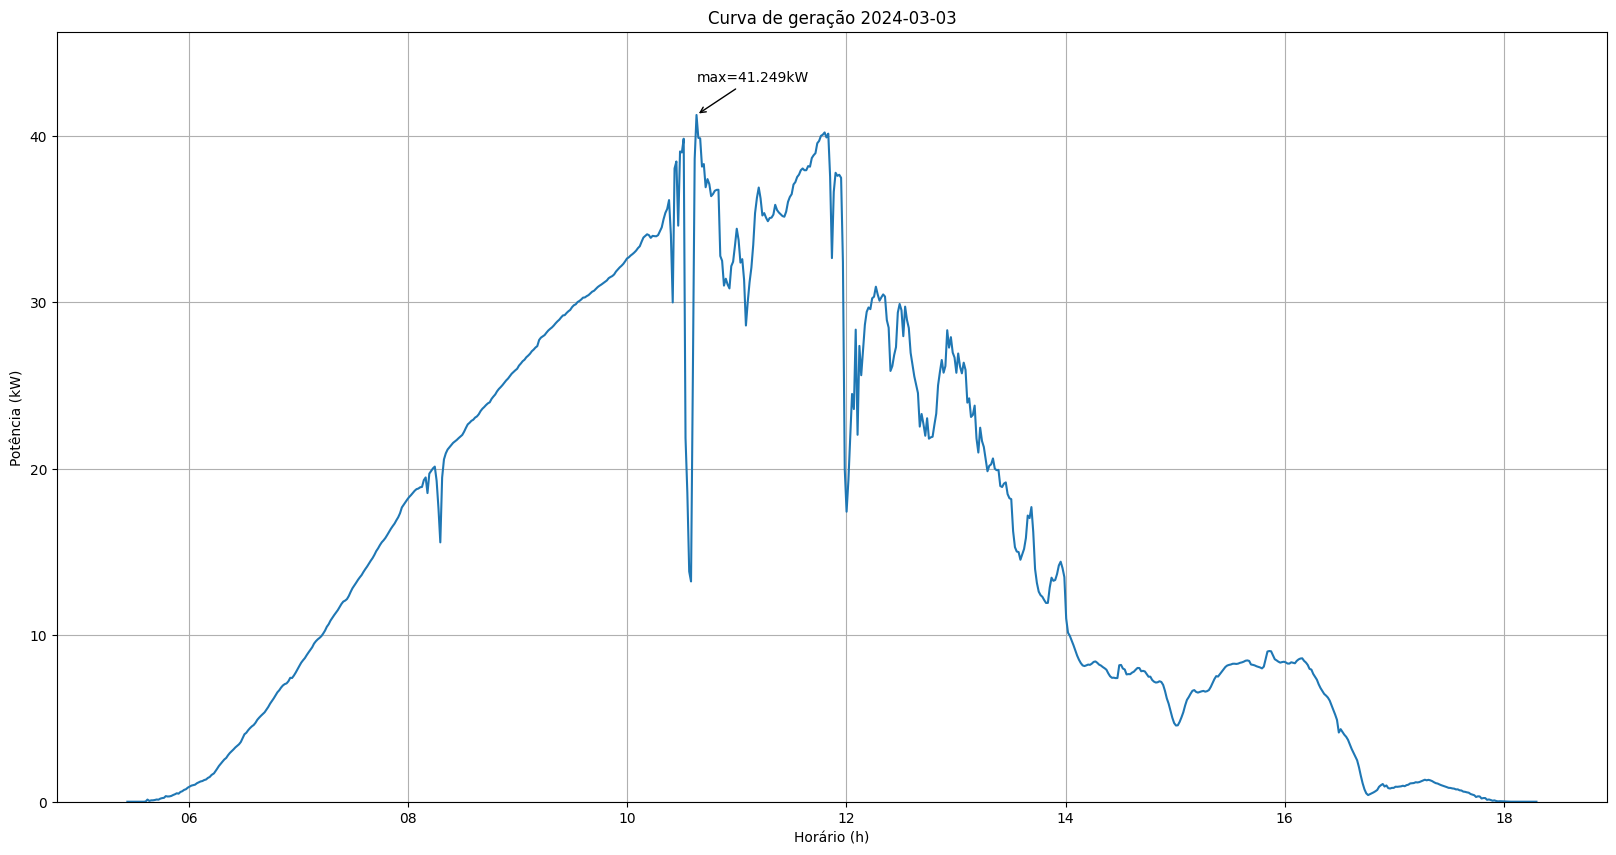 Curva de geração 2024-03-03
max=41.249kW
Potência (kW)
40
30
20
10
0
06 08 10 12 14 16 18
Horário (h)